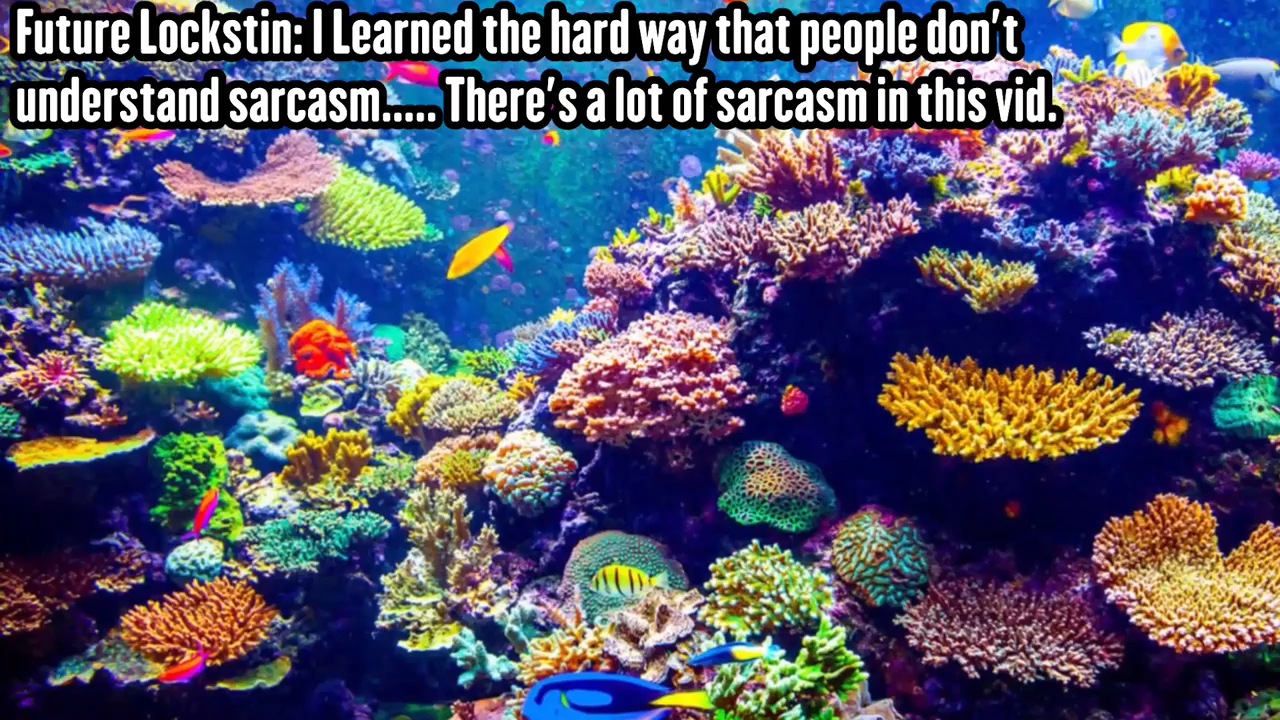 Future Lockstin: I Learned the hard way that people don't
understand sarcasm..... There's a lot of sarcasm in this vid.